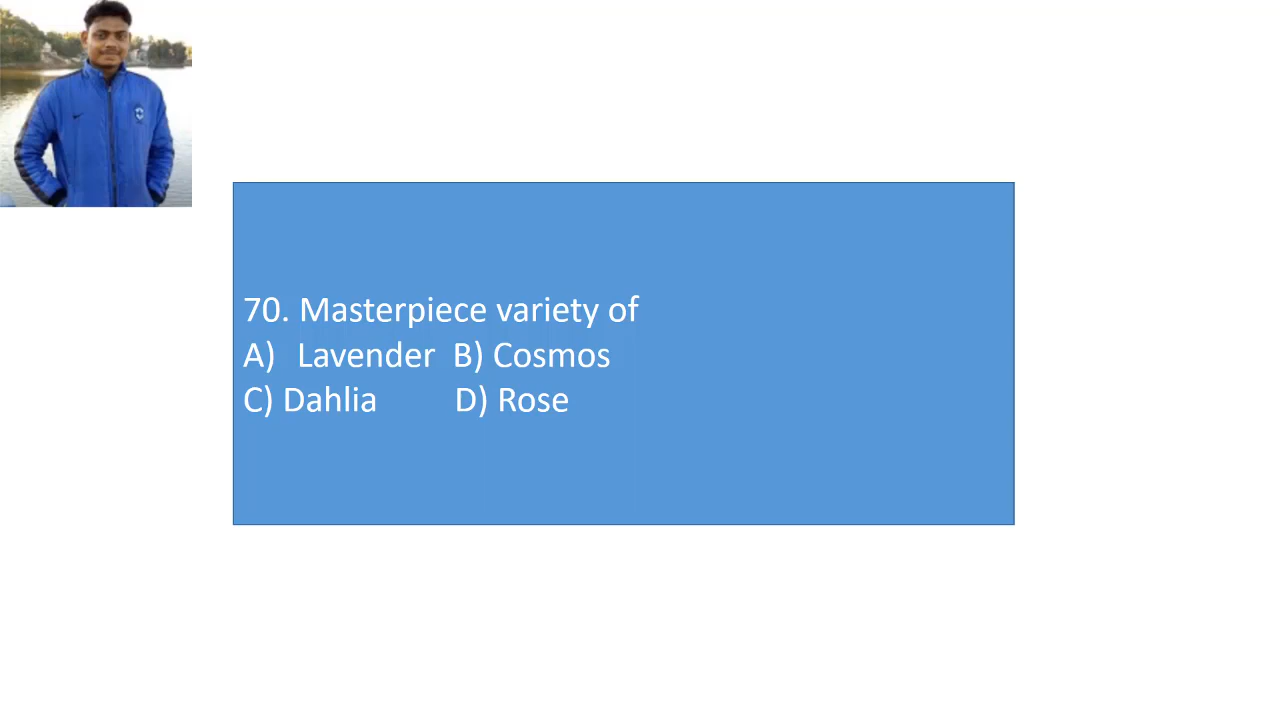 70. Masterpiece variety of
A) Lavender B) Cosmos
C) Dahlia D) Rose